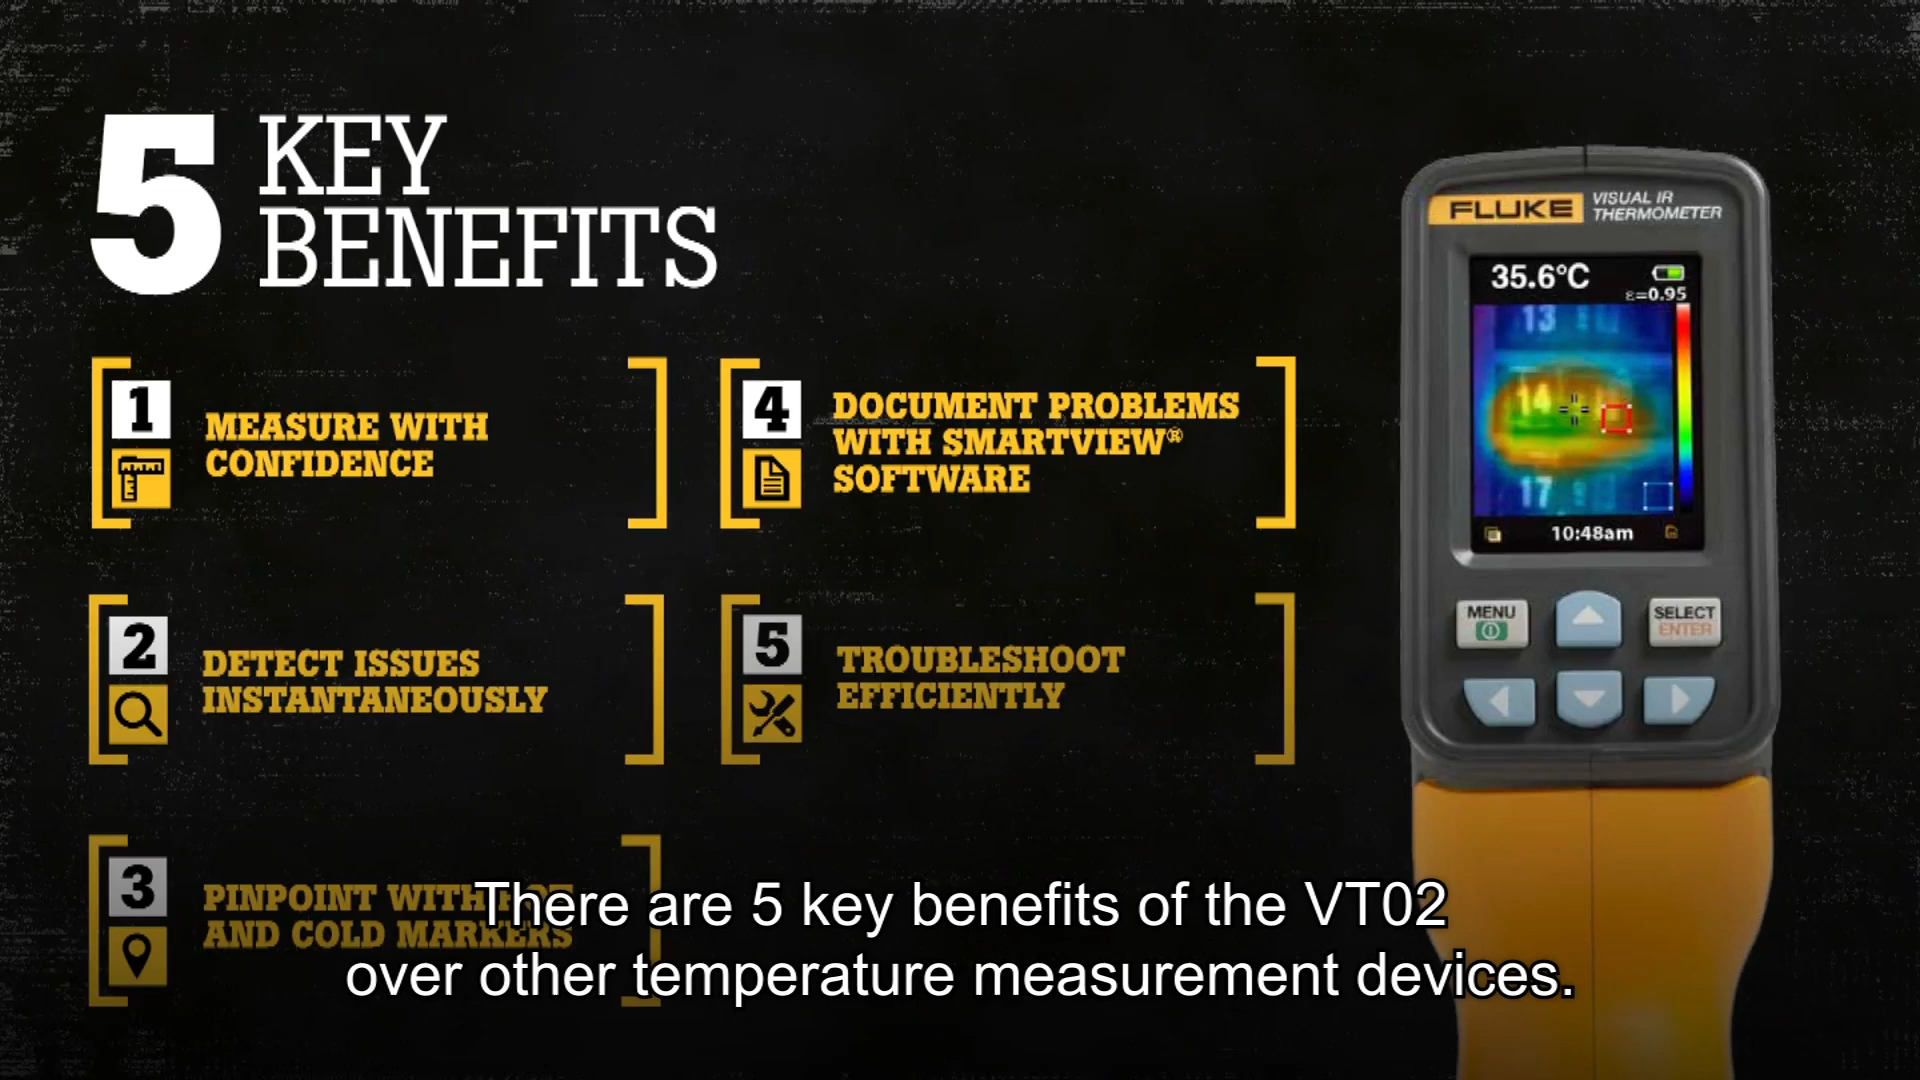 5 KEY
BENEFITS
1
MEASURE WITH
CONFIDENCE
2
DETECT ISSUES
INSTANTANEOUSLY
3
PINPOINT WITH
AND COLD MARKERS
4
DOCUMENT PROBLEMS
WITH SMARTVIEW®
SOFTWARE
5
TROUBLESHOOT
EFFICIENTLY
FLUKE
VISUAL IR
THERMOMETER
35.6°C
ε=0.95
13
14
17
10:48am
MENU
SELECT
ENTER
There are 5 key benefits of the VT02
over other temperature measurement devices.